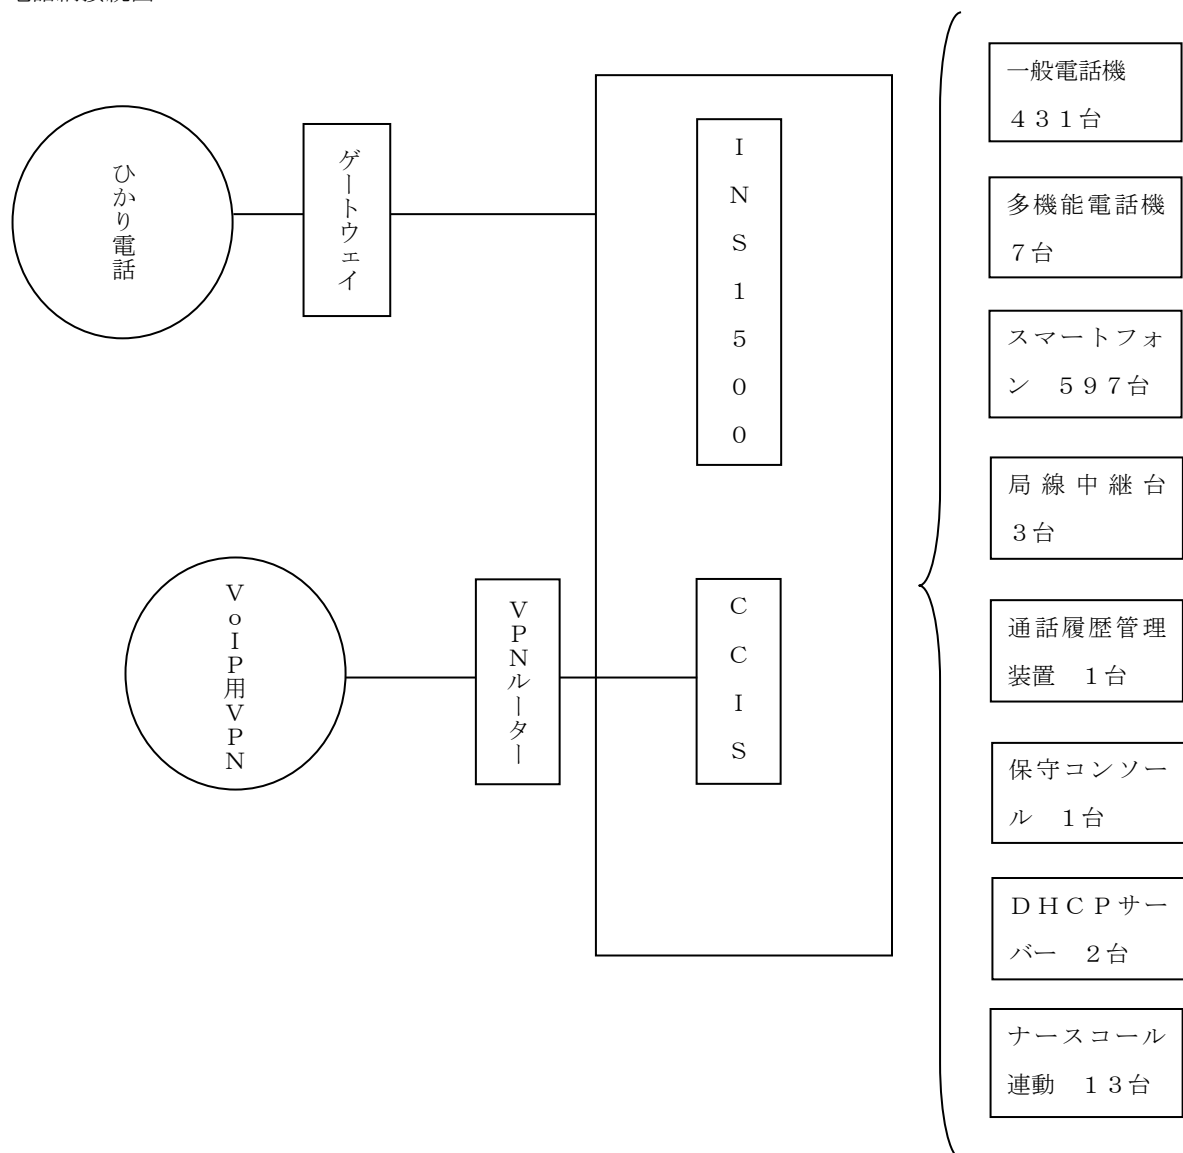 ひかり電話
ゲートウェイ
ＩＮＳ１５００
ＶｏＩＰ用ＶＰＮ
ＶＰＮルーター
ＣＣＩＳ
一般電話機
４３１台
多機能電話機
７台
スマートフォ
ン　５９７台
局線中継台
３台
通話履歴管理
装置　１台
保守コンソー
ル　１台
ＤＨＣＰサー
バー　２台
ナースコール
連動　１３台